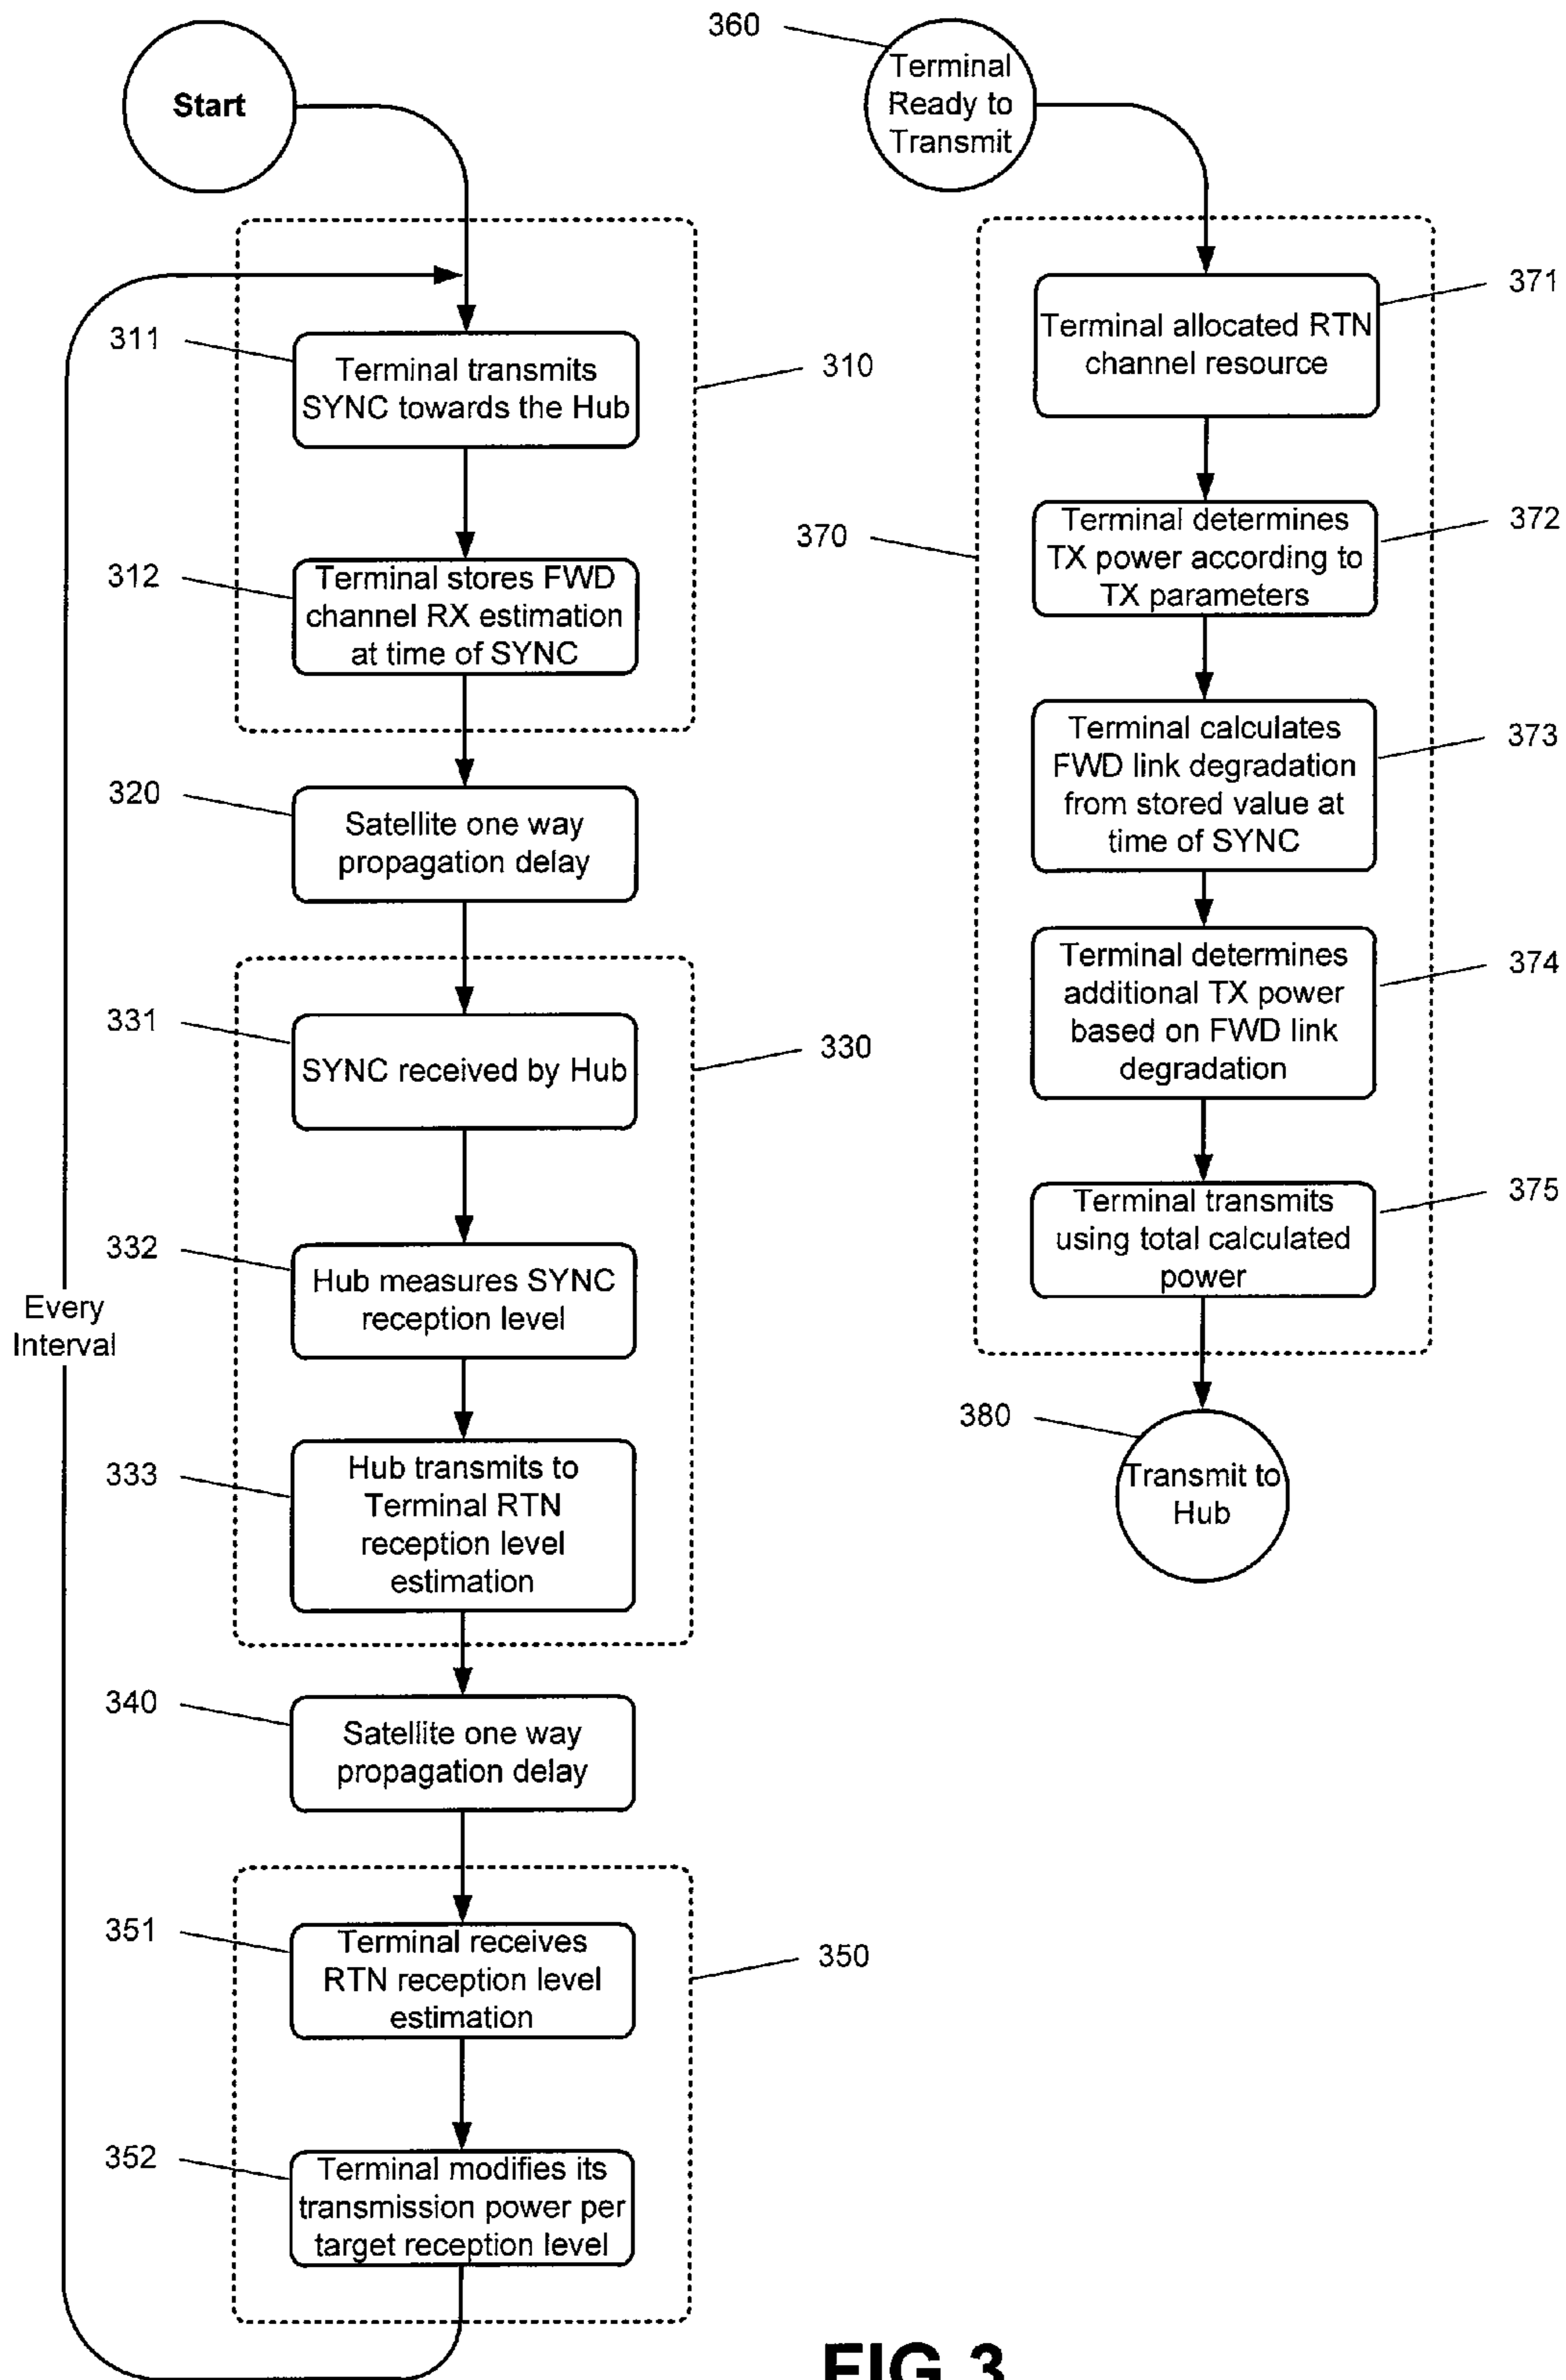 Start
311
Terminal transmits
SYNC towards the Hub
310
312
Terminal stores FWD
channel RX estimation
at time of SYNC
320
Satellite one way
propagation delay
331
SYNC received by Hub
330
332
Hub measures SYNC
reception level
Every
Interval
333
Hub transmits to
Terminal RTN
reception level
estimation
340
Satellite one way
propagation delay
351
Terminal receives
RTN reception level
estimation
350
352
Terminal modifies its
transmission power per
target reception level
360
Terminal
Ready to
Transmit
371
Terminal allocated RTN
channel resource
370
372
Terminal determines
TX power according to
TX parameters
373
Terminal calculates
FWD link degradation
from stored value at
time of SYNC
374
Terminal determines
additional TX power
based on FWD link
degradation
375
Terminal transmits
using total calculated
power
380
Transmit to
Hub
FIG 3